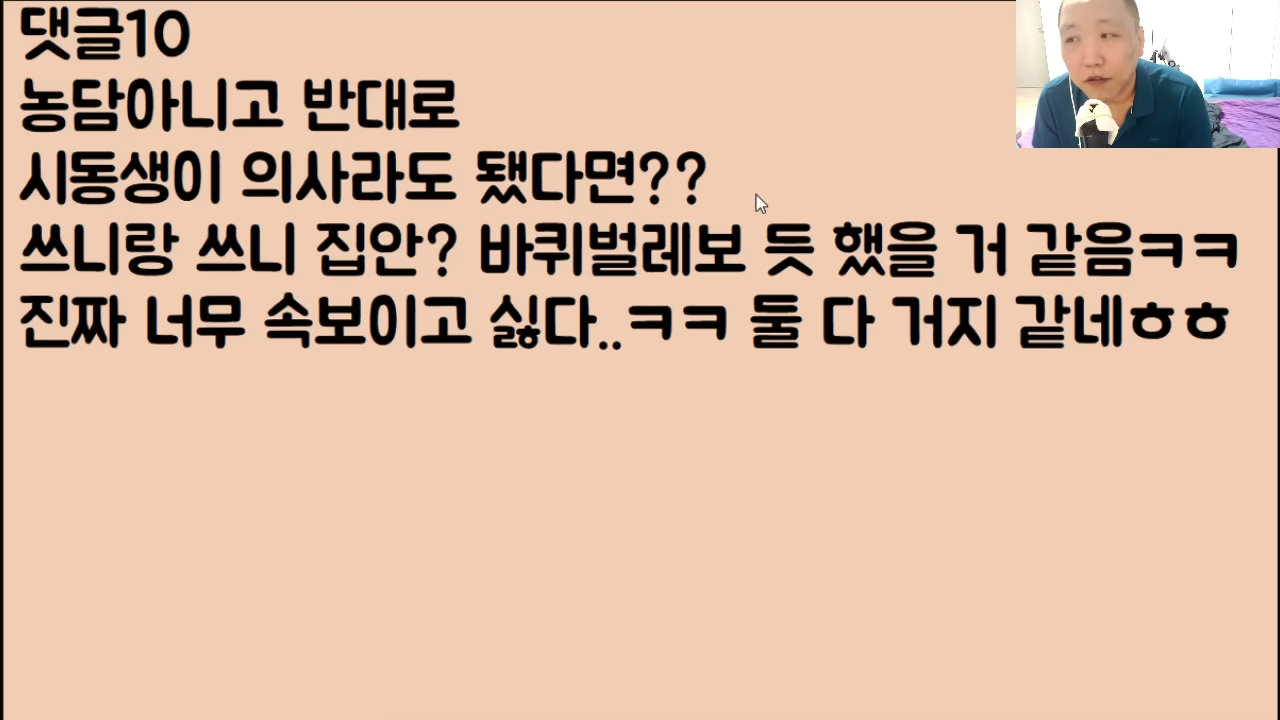 댓글10
농담아니고 반대로
시동생이 의사라도 됐다면??
쓰니랑 쓰니 집안? 바퀴벌레보 듯 했을 거 같음ㅋㅋ
진짜 너무 속보이고 싫다..ㅋㅋ 둘 다 거지 같네ㅎㅎ